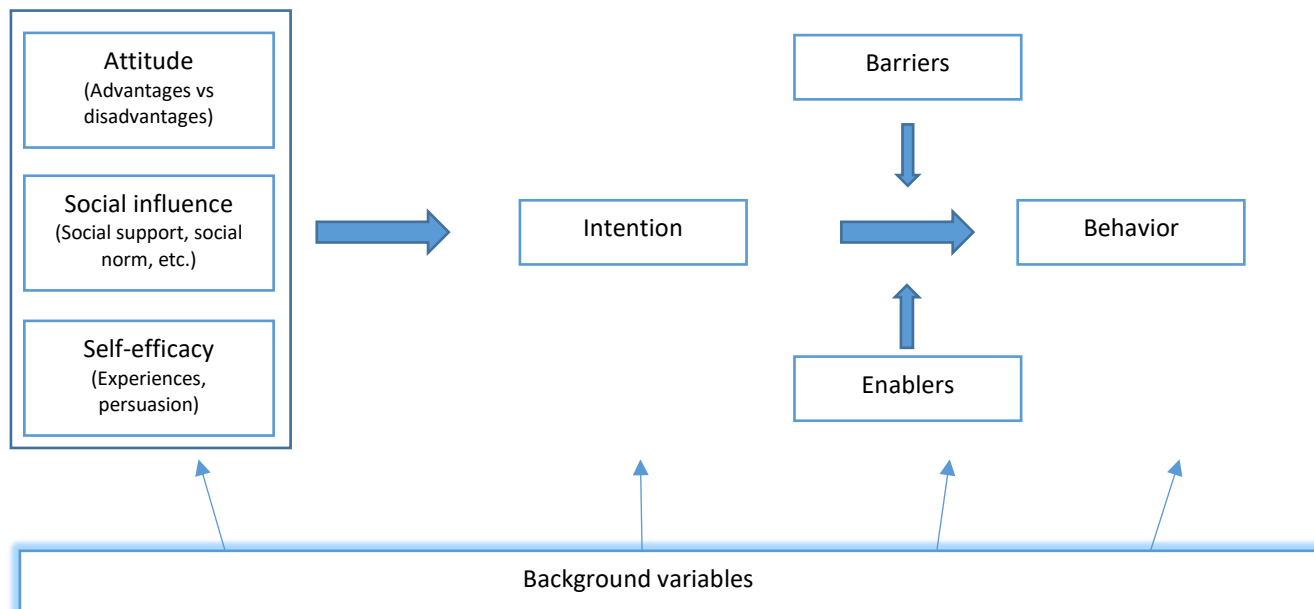 Attitude
(Advantages vs
disadvantages)
Social influence
(Social support, social
norm, etc.)
Self-efficacy
(Experiences,
persuasion)
Intention
Barriers
Enablers
Behavior
Background variables